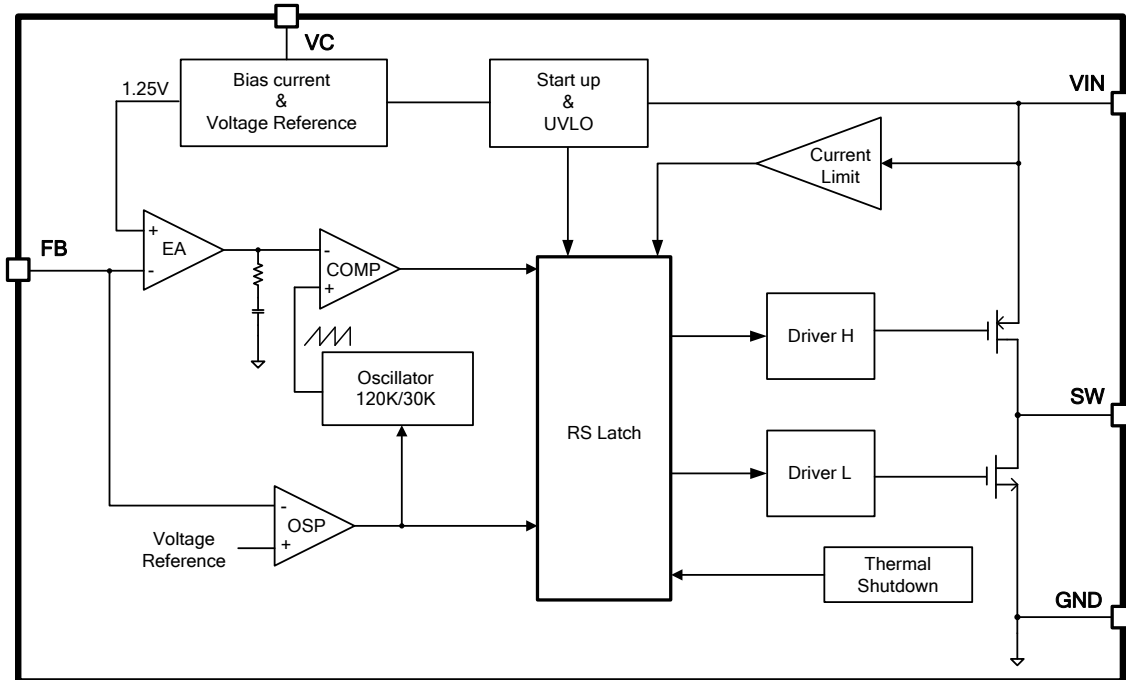 VC
1.25V
Bias current
&
Voltage Reference
Start up
&
UVLO
VIN
Current
Limit
FB
+
EA
-
-
COMP
+
Driver H
Oscillator
120K/30K
SW
RS Latch
Driver L
-
OSP
+
Voltage
Reference
Thermal
Shutdown
GND